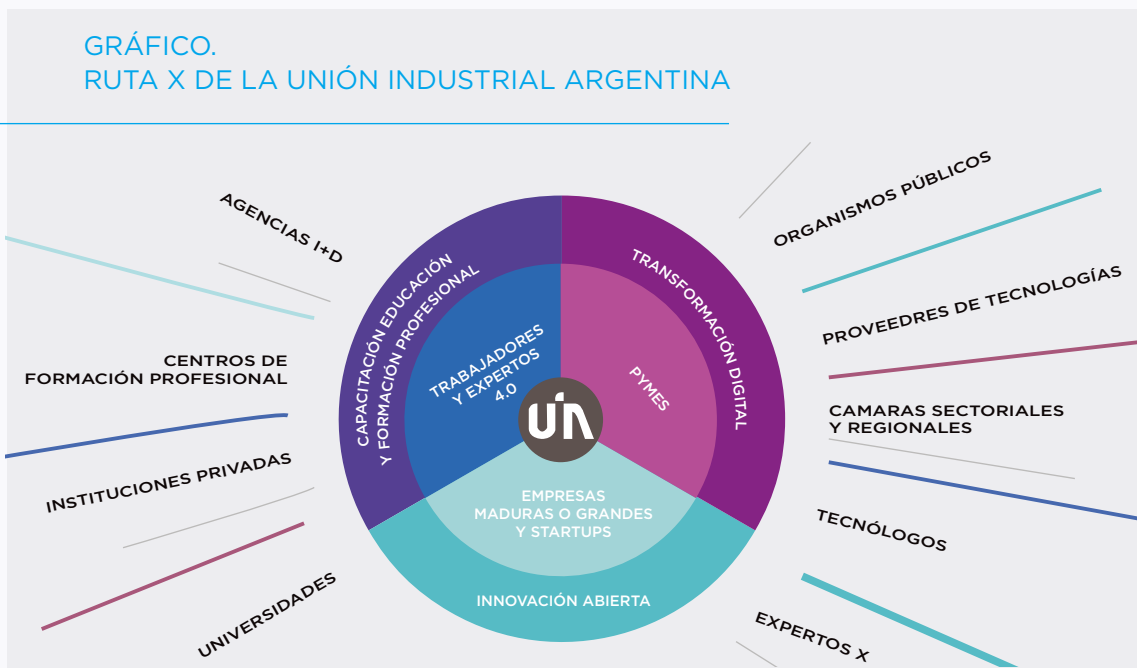 GRÁFICO.
RUTA X DE LA UNIÓN INDUSTRIAL ARGENTINA
AGENCIAS I+D
CENTROS DE
FORMACIÓN PROFESIONAL
INSTITUCIONES PRIVADAS
UNIVERSIDADES
CAPACITACIÓN EDUCACIÓN
Y FORMACIÓN PROFESIONAL
TRABAJADORES
Y EXPERTOS
4.0
TRANSFORMACIÓN DIGITAL
PYMES
UIA
EMPRESAS
MADURAS O GRANDES
Y STARTUPS
INNOVACIÓN ABIERTA
ORGANISMOS PÚBLICOS
PROVEEDRES DE TECNOLOGÍAS
CAMARAS SECTORIALES
Y REGIONALES
TECNÓLOGOS
EXPERTOS X